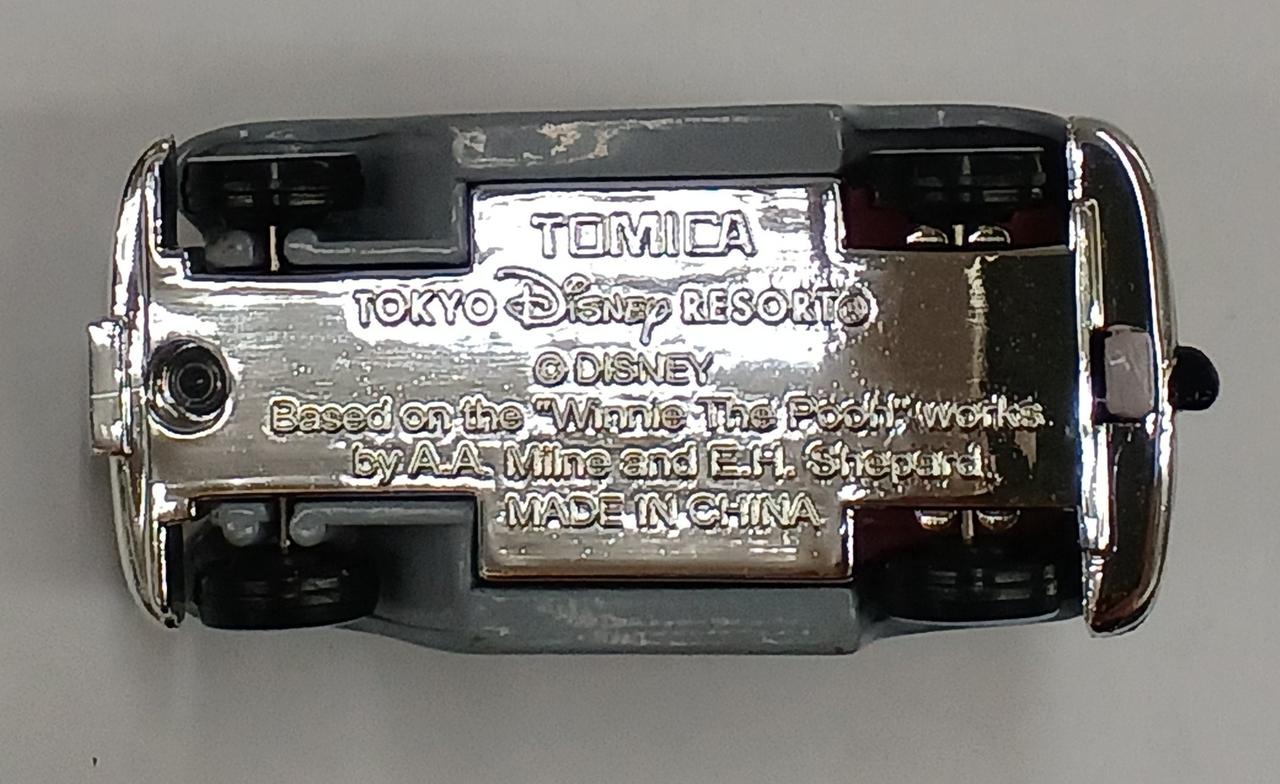 TOMICA
TOKYO Disney RESORT®
© DISNEY
Based on the "Winnie The Pooh" works
by A.A. Milne and E.H. Shepard.
MADE IN CHINA